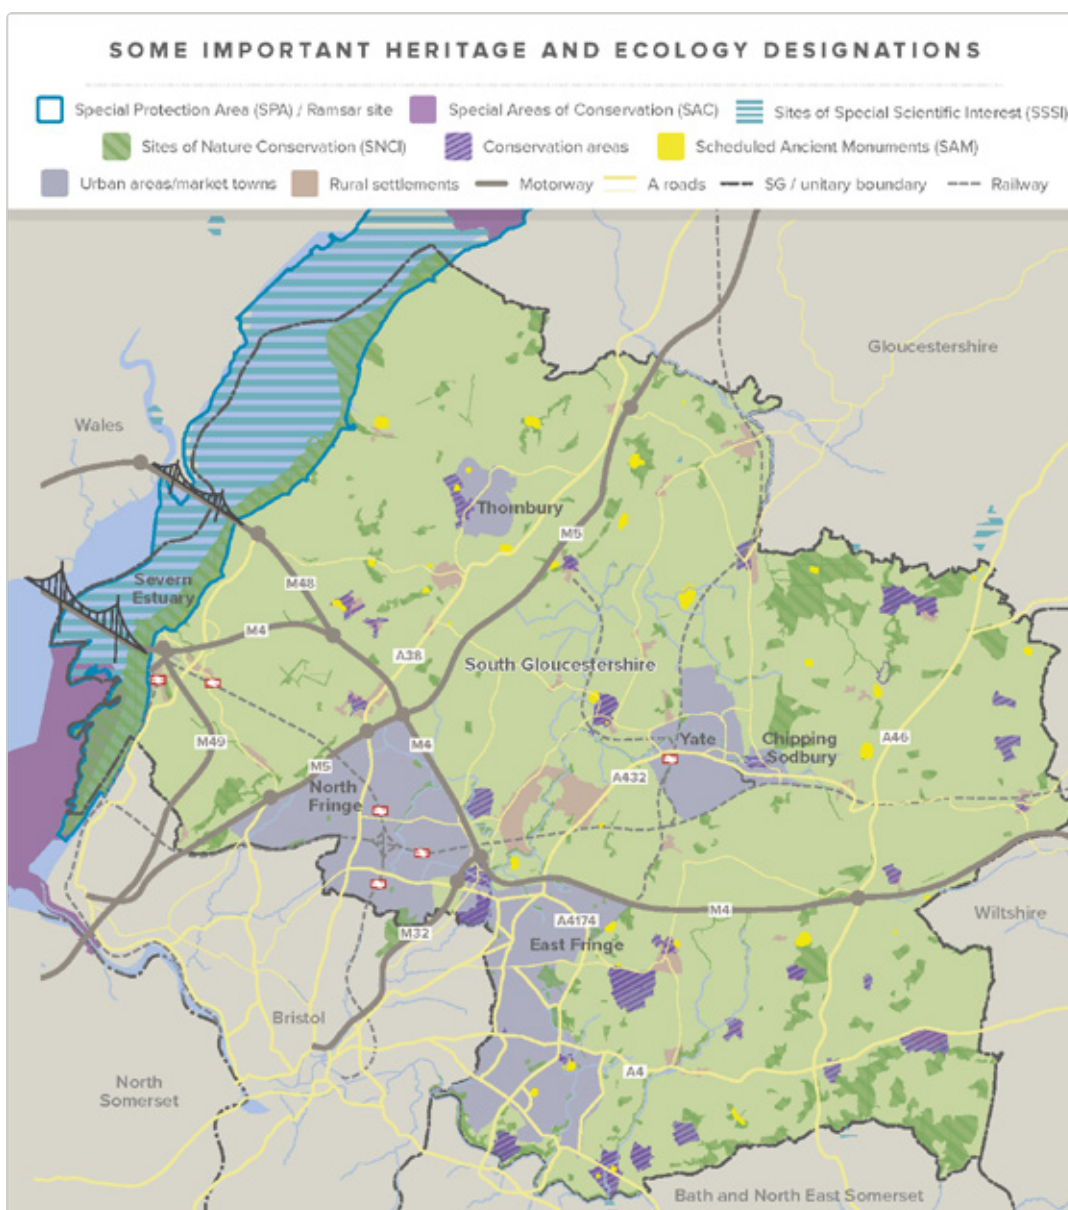 SOME IMPORTANT HERITAGE AND ECOLOGY DESIGNATIONS
Special Protection Area (SPA) / Ramsar site
Special Areas of Conservation (SAC)
Sites of Special Scientific Interest (SSSI)
Sites of Nature Conservation (SNCI)
Conservation areas
Scheduled Ancient Monuments (SAM)
Urban areas/market towns
Rural settlements
Motorway
A roads
SG / unitary boundary
Railway
Gloucestershire
Wales
Thornbury
M5
Severn
Estuary
M48
M4
A38
South Gloucestershire
M49
M4
A46
Yate
Chipping
Sodbury
M5
A432
North
Fringe
M4
Wiltshire
A4174
M32
East Fringe
Bristol
A4
North
Somerset
Bath and North East Somerset